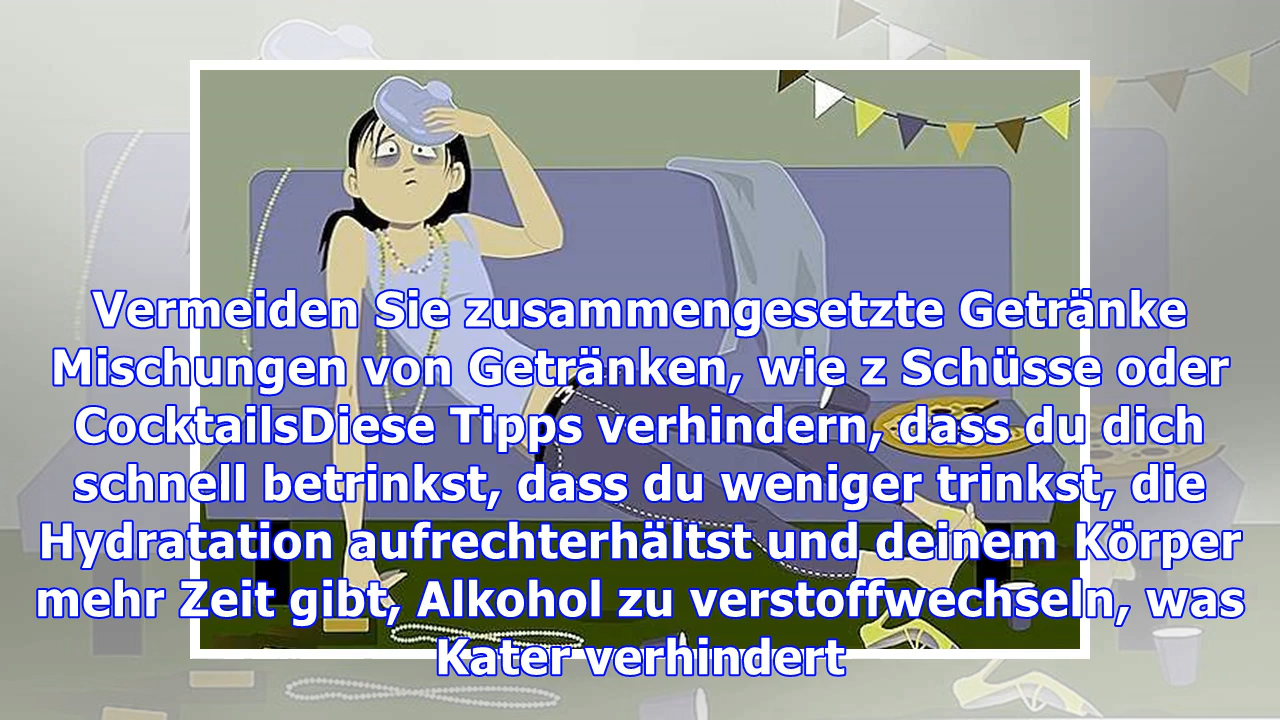 Vermeiden Sie zusammengesetzte Getränke
Mischungen von Getränken, wie z Schüsse oder
CocktailsDiese Tipps verhindern, dass du dich
schnell betrinkst, dass du weniger trinkst, die
Hydratation aufrechterhältst und deinem Körper
mehr Zeit gibt, Alkohol zu verstoffwechseln, was
Kater verhindert